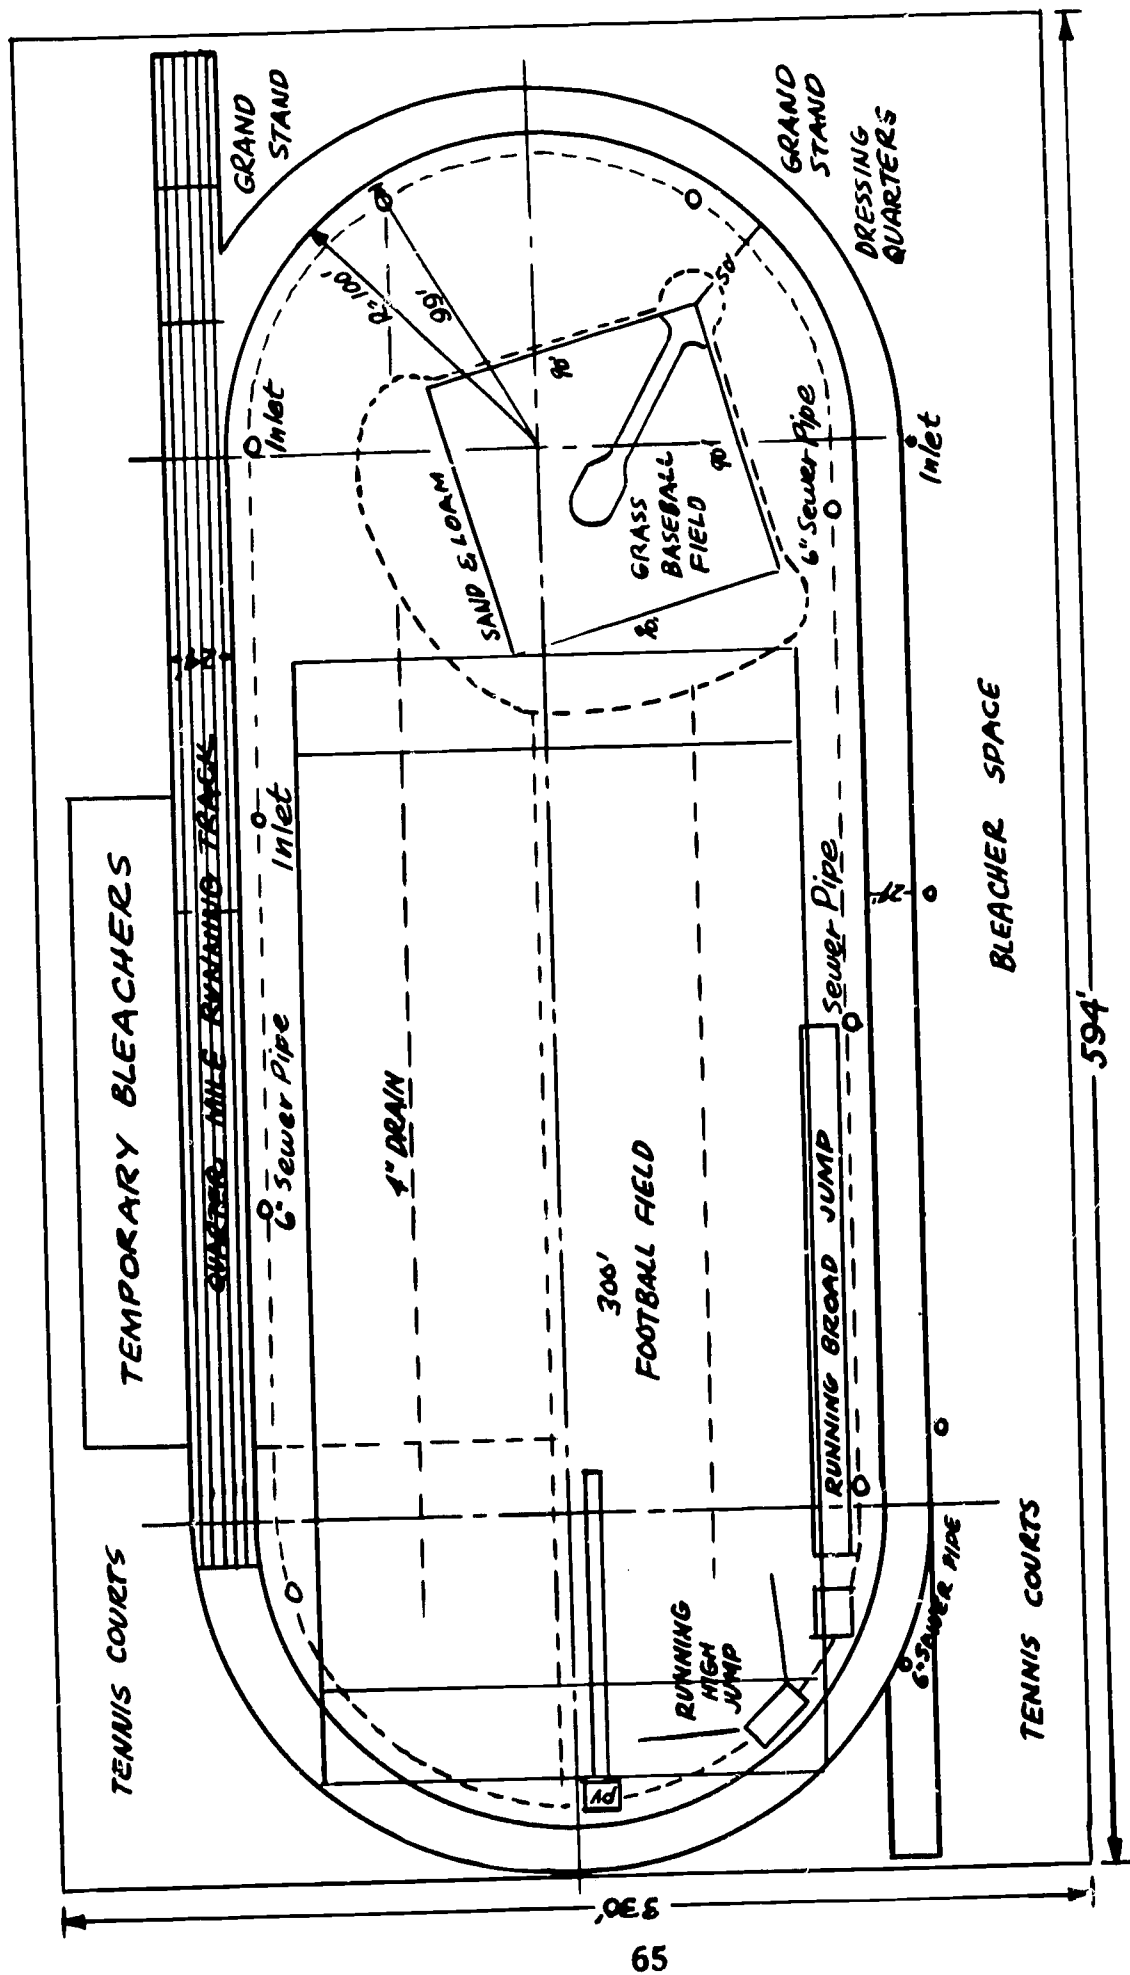 GRAND
STAND
GRAND
STAND
DRESSING
QUARTERS
R=100'
99'
50'
90'
90'
90'
Inlet
Inlet
SAND & LOAM
GRASS
BASEBALL
FIELD
6" Sewer Pipe
TEMPORARY BLEACHERS
QUARTER MILE RUNNING TRACK
Inlet
6" Sewer Pipe
4" DRAIN
300'
FOOTBALL FIELD
Sewer Pipe
RUNNING BROAD JUMP
BLEACHER SPACE
594'
TENNIS COURTS
RUNNING
HIGH
JUMP
PV
6" SEWER PIPE
TENNIS COURTS
330'
65